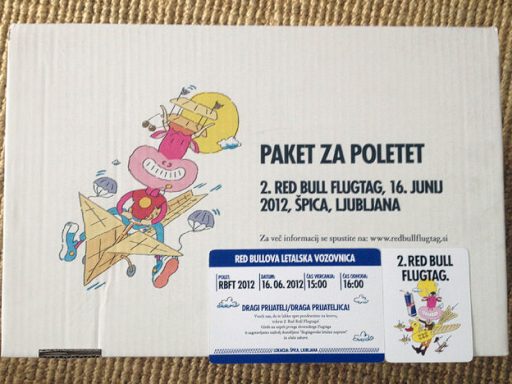 PAKET ZA POLETET
2. RED BULL FLUGTAG, 16. JUNIJ
2012, ŠPICA, LJUBLJANA
Za več informacij se spustite na: www.redbullflugtag.si
RED BULLOVA LETALSKA VOZOVNICA
POLET: DATUM: ČAS VKRCANJA: ČAS ODHODA:
RBFT 2012 16. 06. 2012 15:00 16:00
DRAGI PRIJATELJ/DRAGA PRIJATELJICA!
LOKACIJA: ŠPICA, LJUBLJANA
2. RED BULL
FLUGTAG.